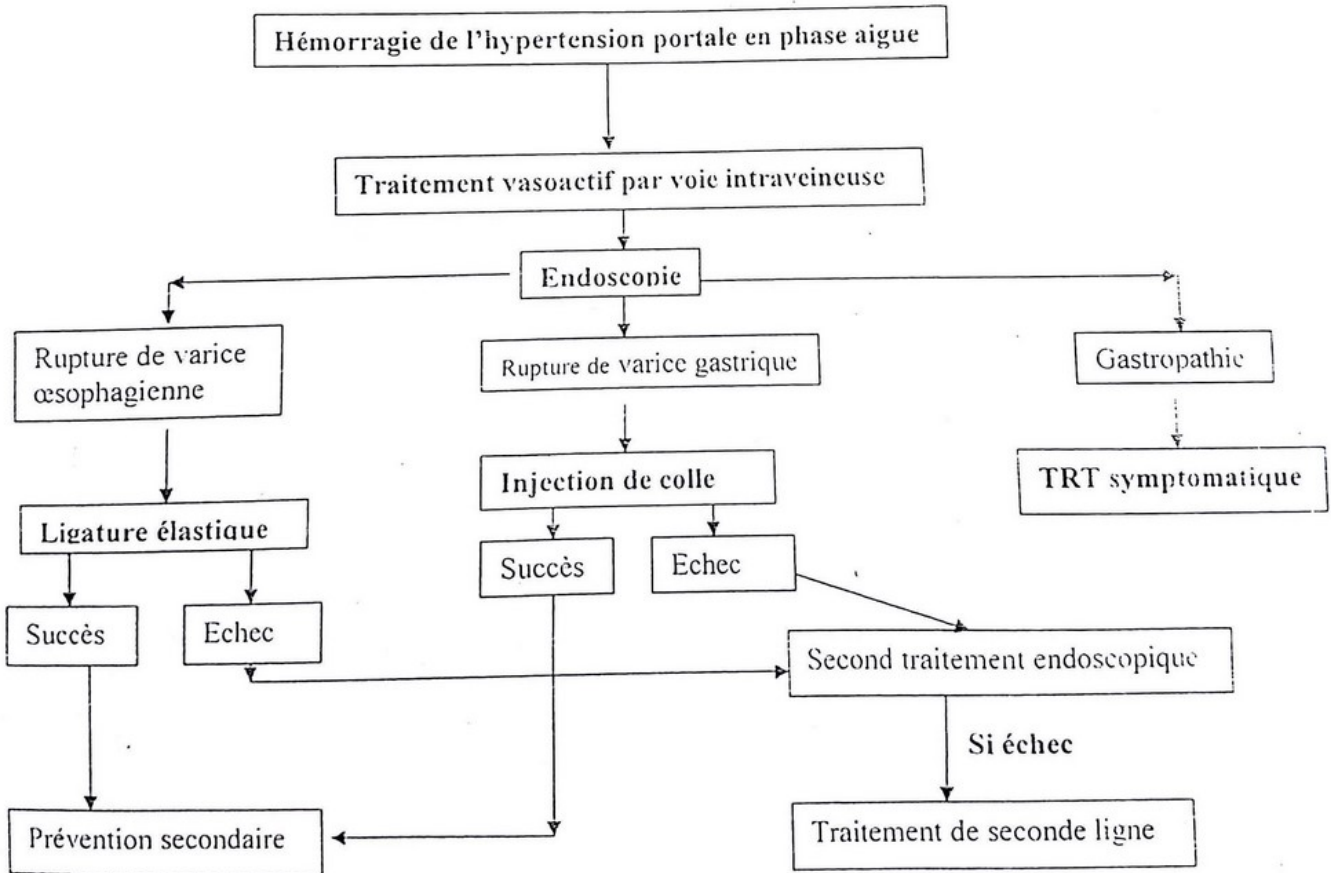 Hémorragie de l'hypertension portale en phase aigue
Traitement vasoactif par voie intraveineuse
Endoscopie
Rupture de varice
œsophagienne
Rupture de varice gastrique
Gastropathie
Injection de colle
TRT symptomatique
Ligature élastique
Succès
Echec
Succès
Echec
Second traitement endoscopique
Si échec
Prévention secondaire
Traitement de seconde ligne